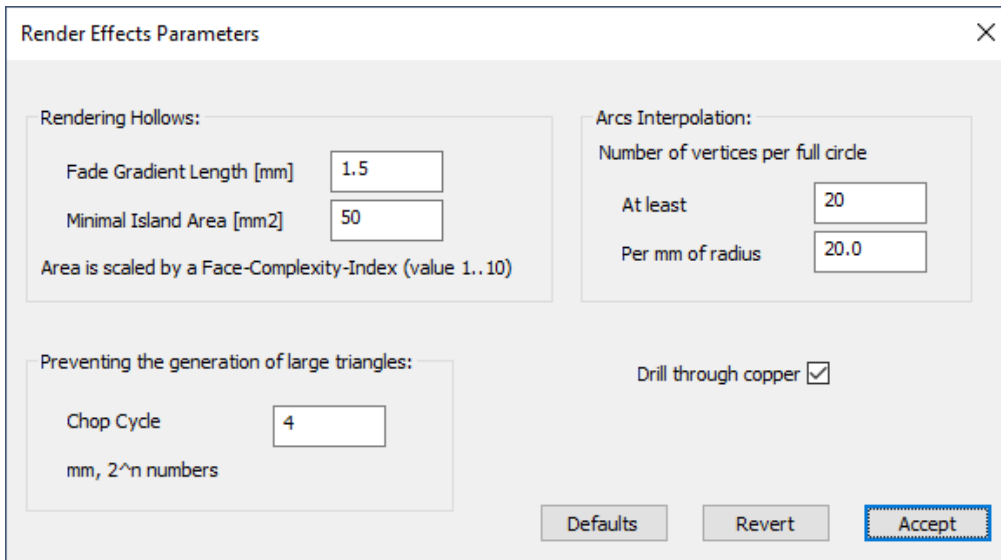 Render Effects Parameters
Rendering Hollows:
Fade Gradient Length [mm] 1.5
Minimal Island Area [mm2] 50
Area is scaled by a Face-Complexity-Index (value 1..10)
Arcs Interpolation:
Number of vertices per full circle
At least 20
Per mm of radius 20.0
Preventing the generation of large triangles:
Chop Cycle 4
mm, 2^n numbers
Drill through copper
Defaults Revert Accept